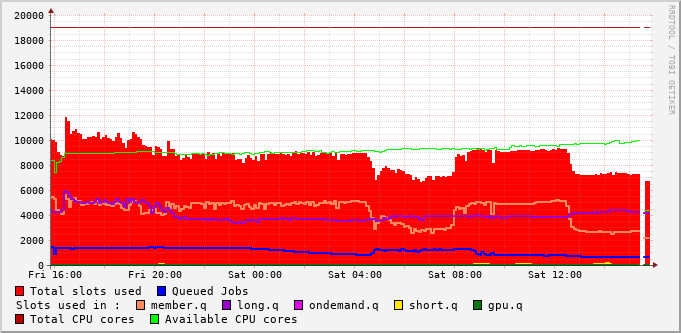 20000
18000
16000
14000
12000
10000
8000
6000
4000
2000
0
Fri 16:00 Fri 20:00 Sat 00:00 Sat 04:00 Sat 08:00 Sat 12:00
Total slots used Queued Jobs
Slots used in : member.q long.q ondemand.q short.q gpu.q
Total CPU cores Available CPU cores
RRDTOOL / TOBI OETIKER